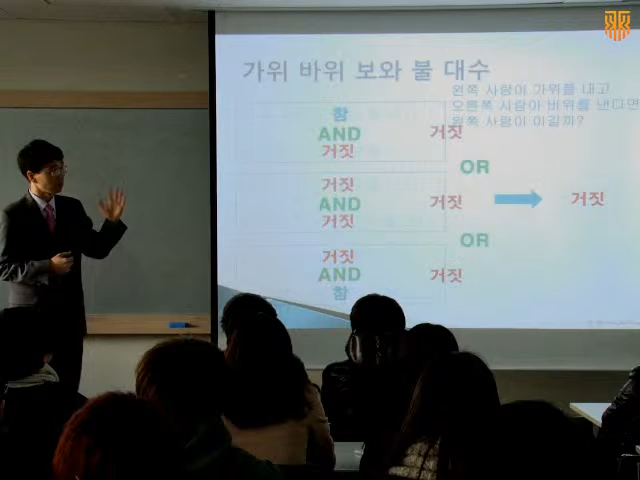 가위 바위 보와 불 대수
왼쪽 사람이 가위를 내고
오른쪽 사람이 바위를 낸다면
왼쪽 사람이 이길까?
참
AND
거짓
거짓
OR
거짓
AND
거짓
거짓
거짓
OR
거짓
AND
참
거짓